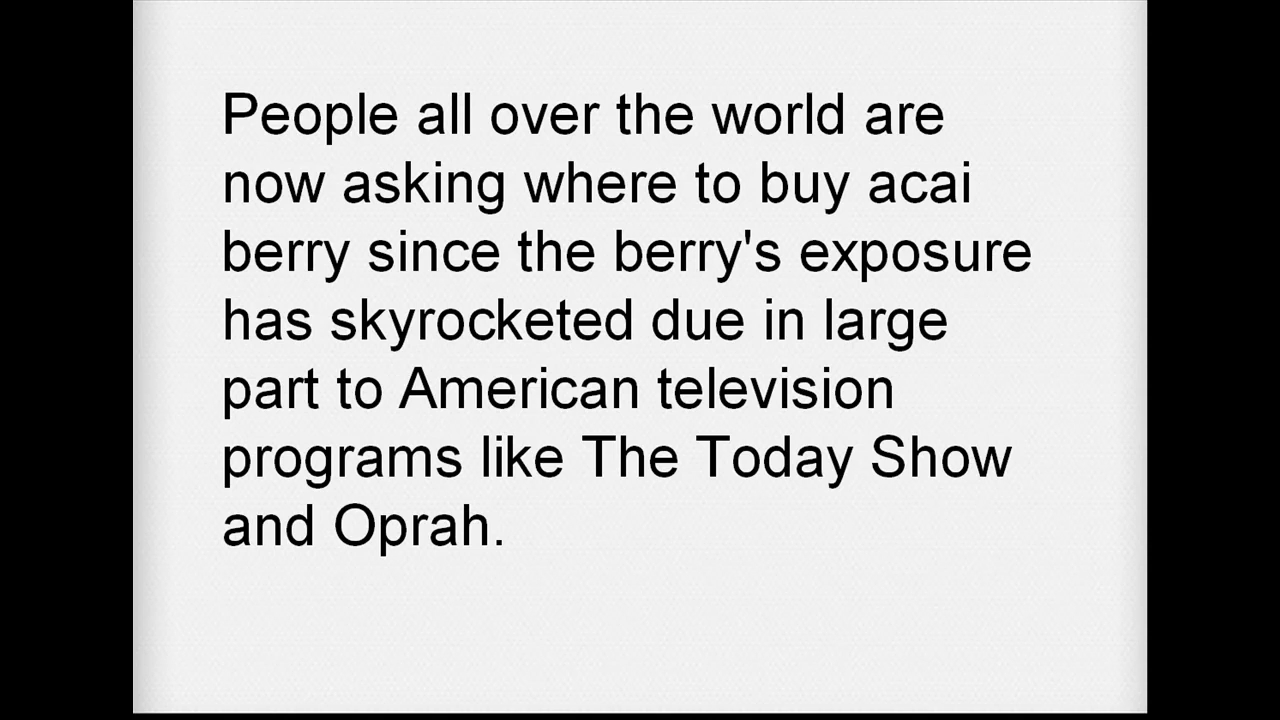 People all over the world are
now asking where to buy acai
berry since the berry's exposure
has skyrocketed due in large
part to American television
programs like The Today Show
and Oprah.